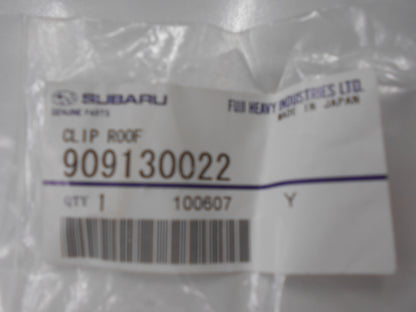 SUBARU
GENUINE PARTS
FUJI HEAVY INDUSTRIES LTD.
MADE IN JAPAN
CLIP ROOF
909130022
QTY 1 100607 Y